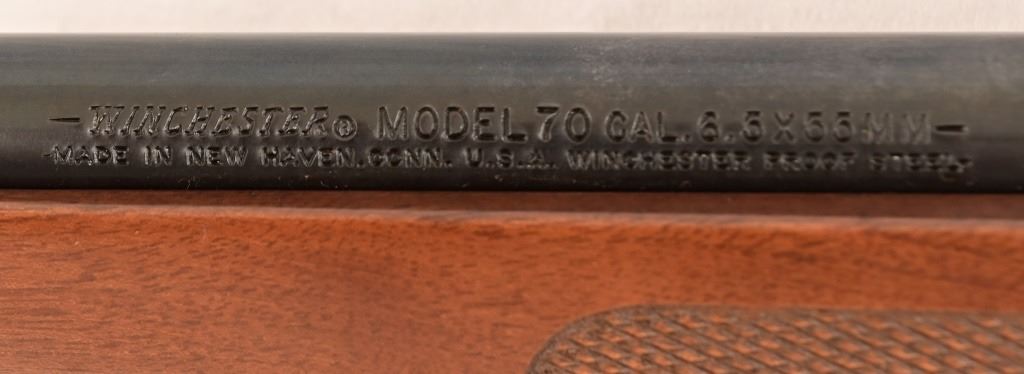 -WINCHESTER® MODEL 70 CAL. 6.5X55MM-
-MADE IN NEW HAVEN, CONN. U.S.A. WINCHESTER PROOF STEEL-